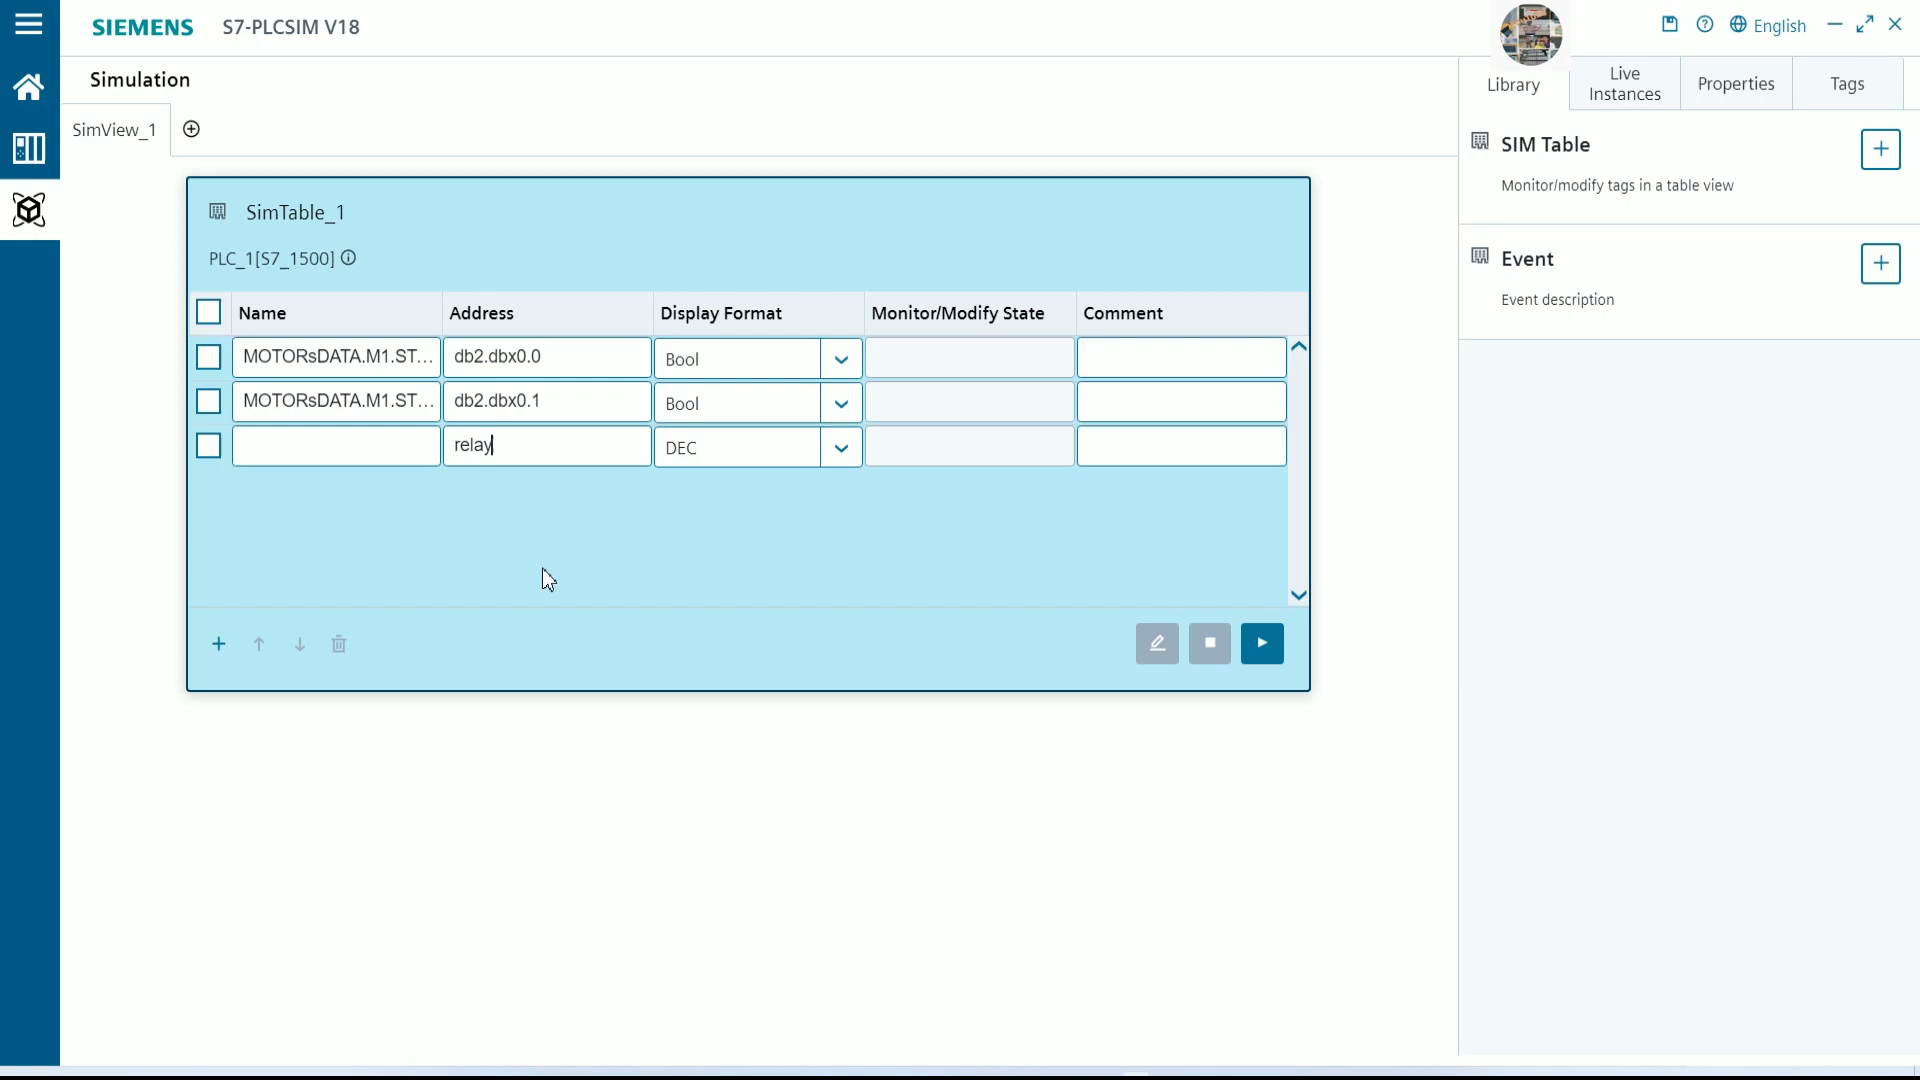 SIEMENS S7-PLCSIM V18 English
Simulation
SimView_1
SimTable_1
PLC_1[S7_1500]
Name Address Display Format Monitor/Modify State Comment
MOTORsDATA.M1.ST... db2.dbx0.0 Bool
MOTORsDATA.M1.ST... db2.dbx0.1 Bool
relay DEC
Library Live Instances Properties Tags
SIM Table
Monitor/modify tags in a table view
Event
Event description